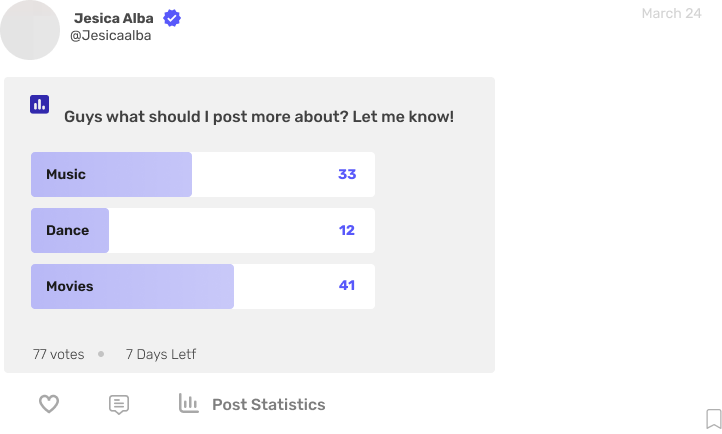 Jesica Alba
March 24
@Jesicaalba
Guys what should I post more about? Let me know!
Music 33
Dance 12
Movies 41
77 votes 7 Days Letf
Post Statistics